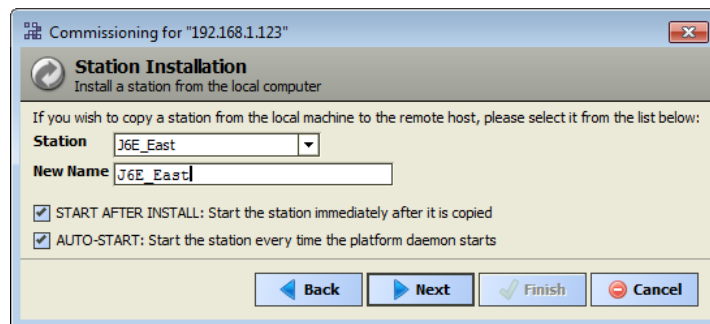 Commissioning for "192.168.1.123"
Station Installation
Install a station from the local computer
If you wish to copy a station from the local machine to the remote host, please select it from the list below:
Station J6E_East
New Name J6E_East
START AFTER INSTALL: Start the station immediately after it is copied
AUTO-START: Start the station every time the platform daemon starts
Back Next Finish Cancel